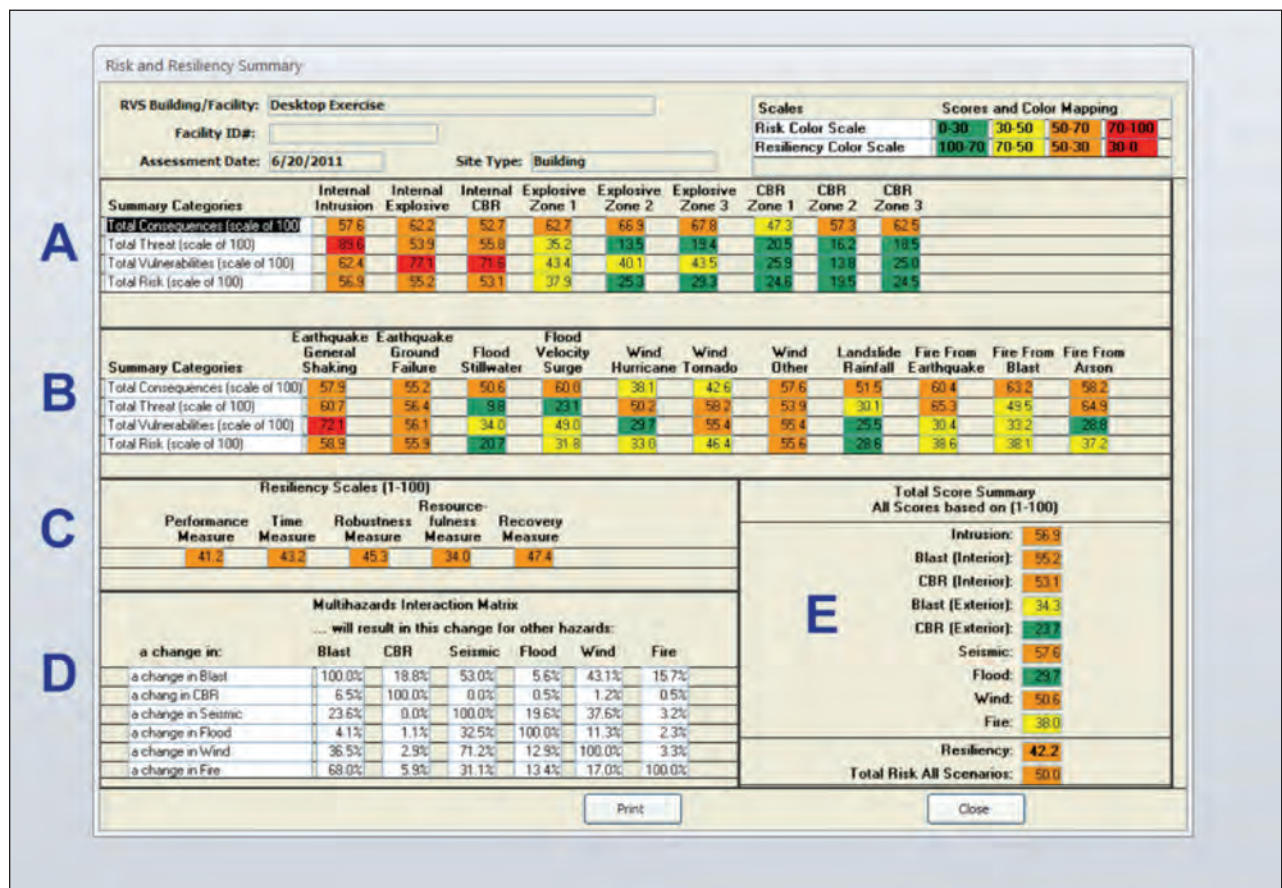 Risk and Resiliency Summary
RVS Building/Facility: Desktop Exercise
Facility ID#:
Assessment Date: 6/20/2011 Site Type: Building
Scales Scores and Color Mapping
Risk Color Scale 0-30 30-50 50-70 70-100
Resiliency Color Scale 100-70 70-50 50-30 30-0
A
Summary Categories Internal Intrusion Internal Explosive Internal CBR Explosive Zone 1 Explosive Zone 2 Explosive Zone 3 CBR Zone 1 CBR Zone 2 CBR Zone 3
Total Consequences (scale of 100) 57.6 62.2 52.7 62.7 66.9 67.8 47.3 57.3 62.5
Total Threat (scale of 100) 89.6 53.9 55.8 35.2 13.5 19.4 20.5 16.2 18.5
Total Vulnerabilities (scale of 100) 62.4 77.1 71.6 43.4 40.1 43.5 25.9 13.8 25.0
Total Risk (scale of 100) 56.9 55.2 53.1 37.9 25.3 29.3 24.6 19.5 24.5
B
Summary Categories Earthquake General Shaking Earthquake Ground Failure Flood Stillwater Flood Velocity Surge Wind Hurricane Wind Tornado Wind Other Landslide Rainfall Fire From Earthquake Fire From Blast Fire From Arson
Total Consequences (scale of 100) 57.9 55.2 50.6 60.0 38.1 42.6 57.6 51.5 60.4 63.2 58.2
Total Threat (scale of 100) 60.7 56.4 9.8 23.1 50.2 58.2 53.9 30.1 65.3 49.5 64.9
Total Vulnerabilities (scale of 100) 72.1 56.1 34.0 49.0 29.7 55.4 55.4 25.5 30.4 33.2 28.8
Total Risk (scale of 100) 58.9 55.9 20.7 31.8 33.0 46.4 55.6 28.6 38.6 38.1 37.2
C
Resiliency Scales (1-100)
Performance Measure Time Measure Robustness Measure Resource-fulness Measure Recovery Measure
41.2 43.2 45.3 34.0 47.4
D
Multihazards Interaction Matrix
... will result in this change for other hazards:
a change in: Blast CBR Seismic Flood Wind Fire
a change in Blast 100.0% 18.8% 53.0% 5.6% 43.1% 15.7%
a chang in CBR 6.5% 100.0% 0.0% 0.5% 1.2% 0.5%
a change in Seismic 23.6% 0.0% 100.0% 19.6% 37.6% 3.2%
a change in Flood 4.1% 1.1% 32.5% 100.0% 11.3% 2.3%
a change in Wind 36.5% 2.9% 71.2% 12.9% 100.0% 3.3%
a change in Fire 68.0% 5.9% 31.1% 13.4% 17.0% 100.0%
E
Total Score Summary
All Scores based on (1-100)
Intrusion: 56.9
Blast (Interior): 55.2
CBR (Interior): 53.1
Blast (Exterior): 34.3
CBR (Exterior): 23.7
Seismic: 57.6
Flood: 29.7
Wind: 50.6
Fire: 38.0
Resiliency: 42.2
Total Risk All Scenarios: 50.0
Print
Close